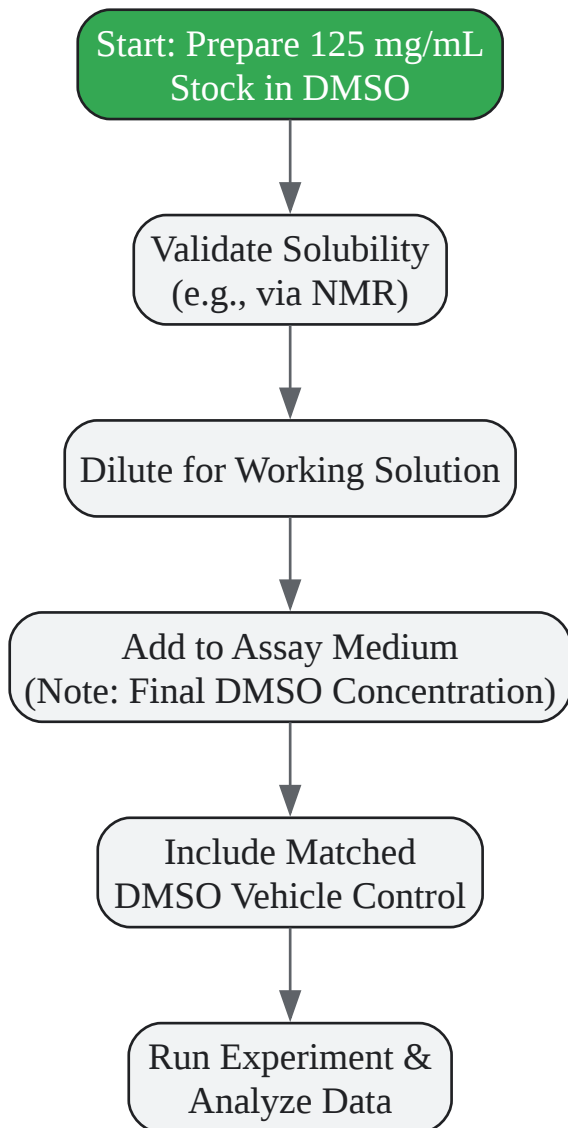 Start: Prepare 125 mg/mL
Stock in DMSO
Validate Solubility
(e.g., via NMR)
Dilute for Working Solution
Add to Assay Medium
(Note: Final DMSO Concentration)
Include Matched
DMSO Vehicle Control
Run Experiment &
Analyze Data